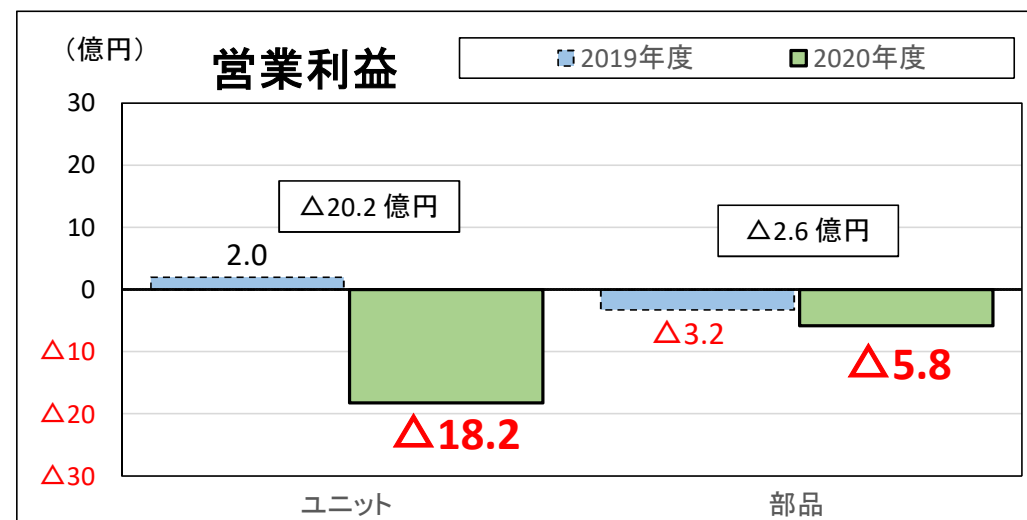 （億円）
営業利益
2019年度
2020年度
30
20
10
0
△10
△20
△30
△20.2 億円
△2.6 億円
2.0
△3.2
△18.2
△5.8
ユニット
部品